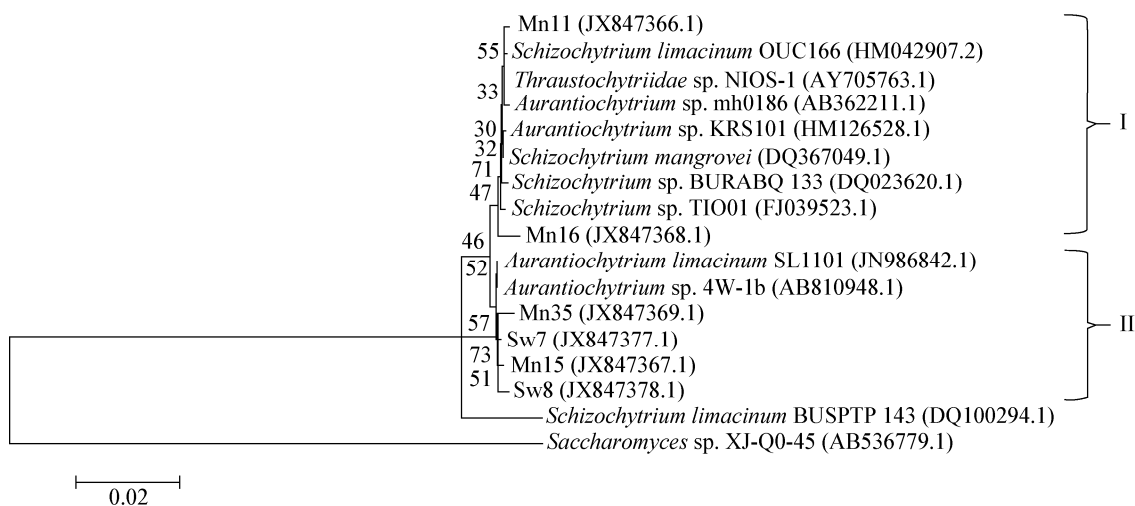 Mn11 (JX847366.1)
55
Schizochytrium limacinum OUC166 (HM042907.2)
Thraustochytriidae sp. NIOS-1 (AY705763.1)
33
Aurantiochytrium sp. mh0186 (AB362211.1)
I
30
Aurantiochytrium sp. KRS101 (HM126528.1)
32
Schizochytrium mangrovei (DQ367049.1)
71
Schizochytrium sp. BURABQ 133 (DQ023620.1)
47
Schizochytrium sp. TIO01 (FJ039523.1)
Mn16 (JX847368.1)
46
Aurantiochytrium limacinum SL1101 (JN986842.1)
52
Aurantiochytrium sp. 4W-1b (AB810948.1)
Mn35 (JX847369.1)
57
II
Sw7 (JX847377.1)
73
Mn15 (JX847367.1)
51
Sw8 (JX847378.1)
Schizochytrium limacinum BUSPTP 143 (DQ100294.1)
Saccharomyces sp. XJ-Q0-45 (AB536779.1)
0.02